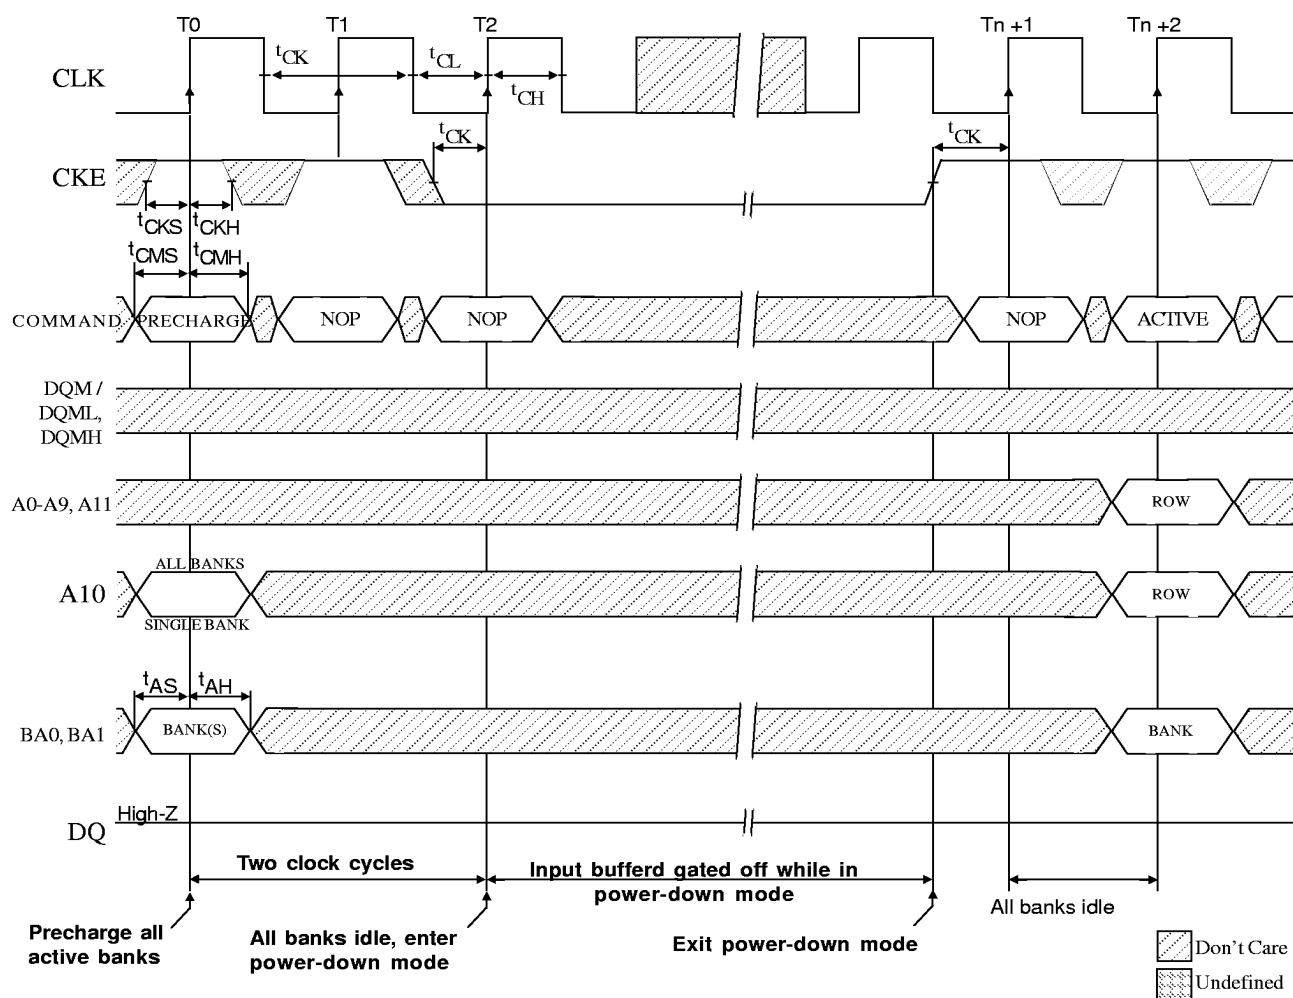 T0 T1 T2 Tn +1 Tn +2
CLK
tCK tCL tCH
tCK tCK
CKE
tCKS tCKH
tCMS tCMH
COMMAND PRECHARGE NOP NOP NOP ACTIVE
DQM /
DQML,
DQMH
A0-A9, A11 ROW
ALL BANKS
A10 ROW
SINGLE BANK
tAS tAH
BA0, BA1 BANK(S) BANK
High-Z
DQ
Two clock cycles
Input bufferd gated off while in
power-down mode
All banks idle
Precharge all
active banks
All banks idle, enter
power-down mode
Exit power-down mode
Don't Care
Undefined